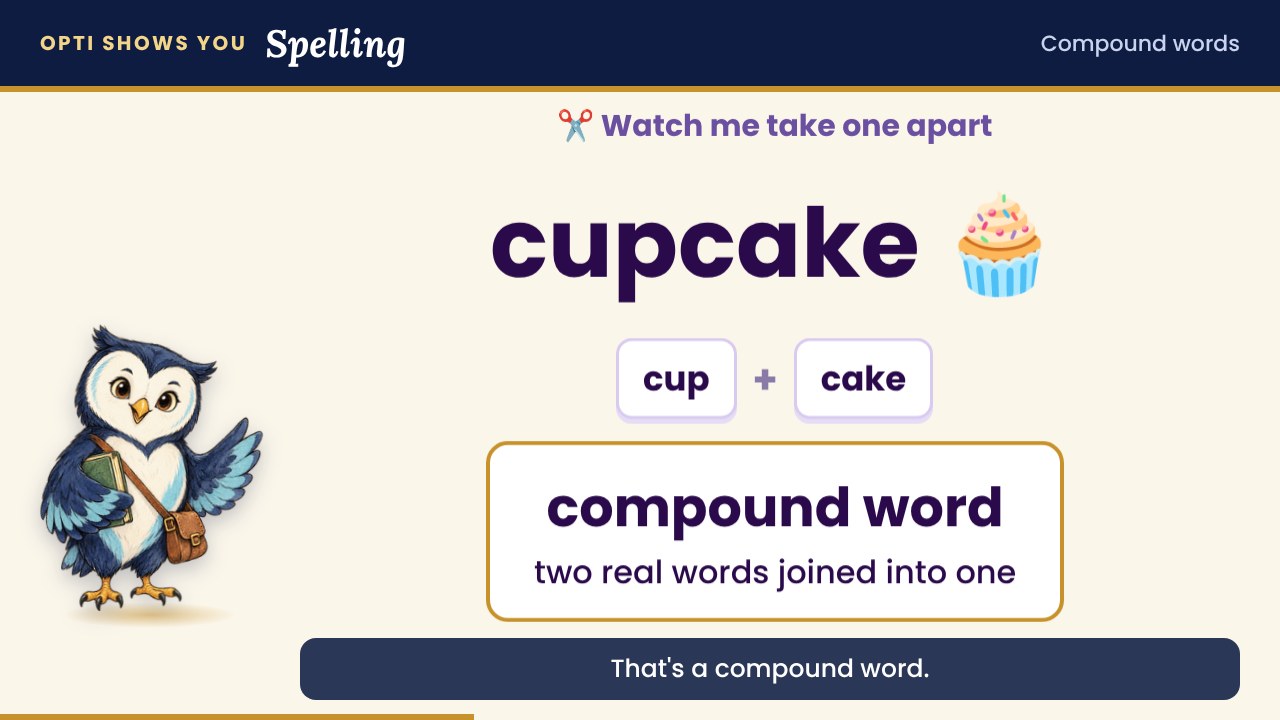 OPTI SHOWS YOU Spelling
Compound words
Watch me take one apart
cupcake
cup + cake
compound word
two real words joined into one
That's a compound word.